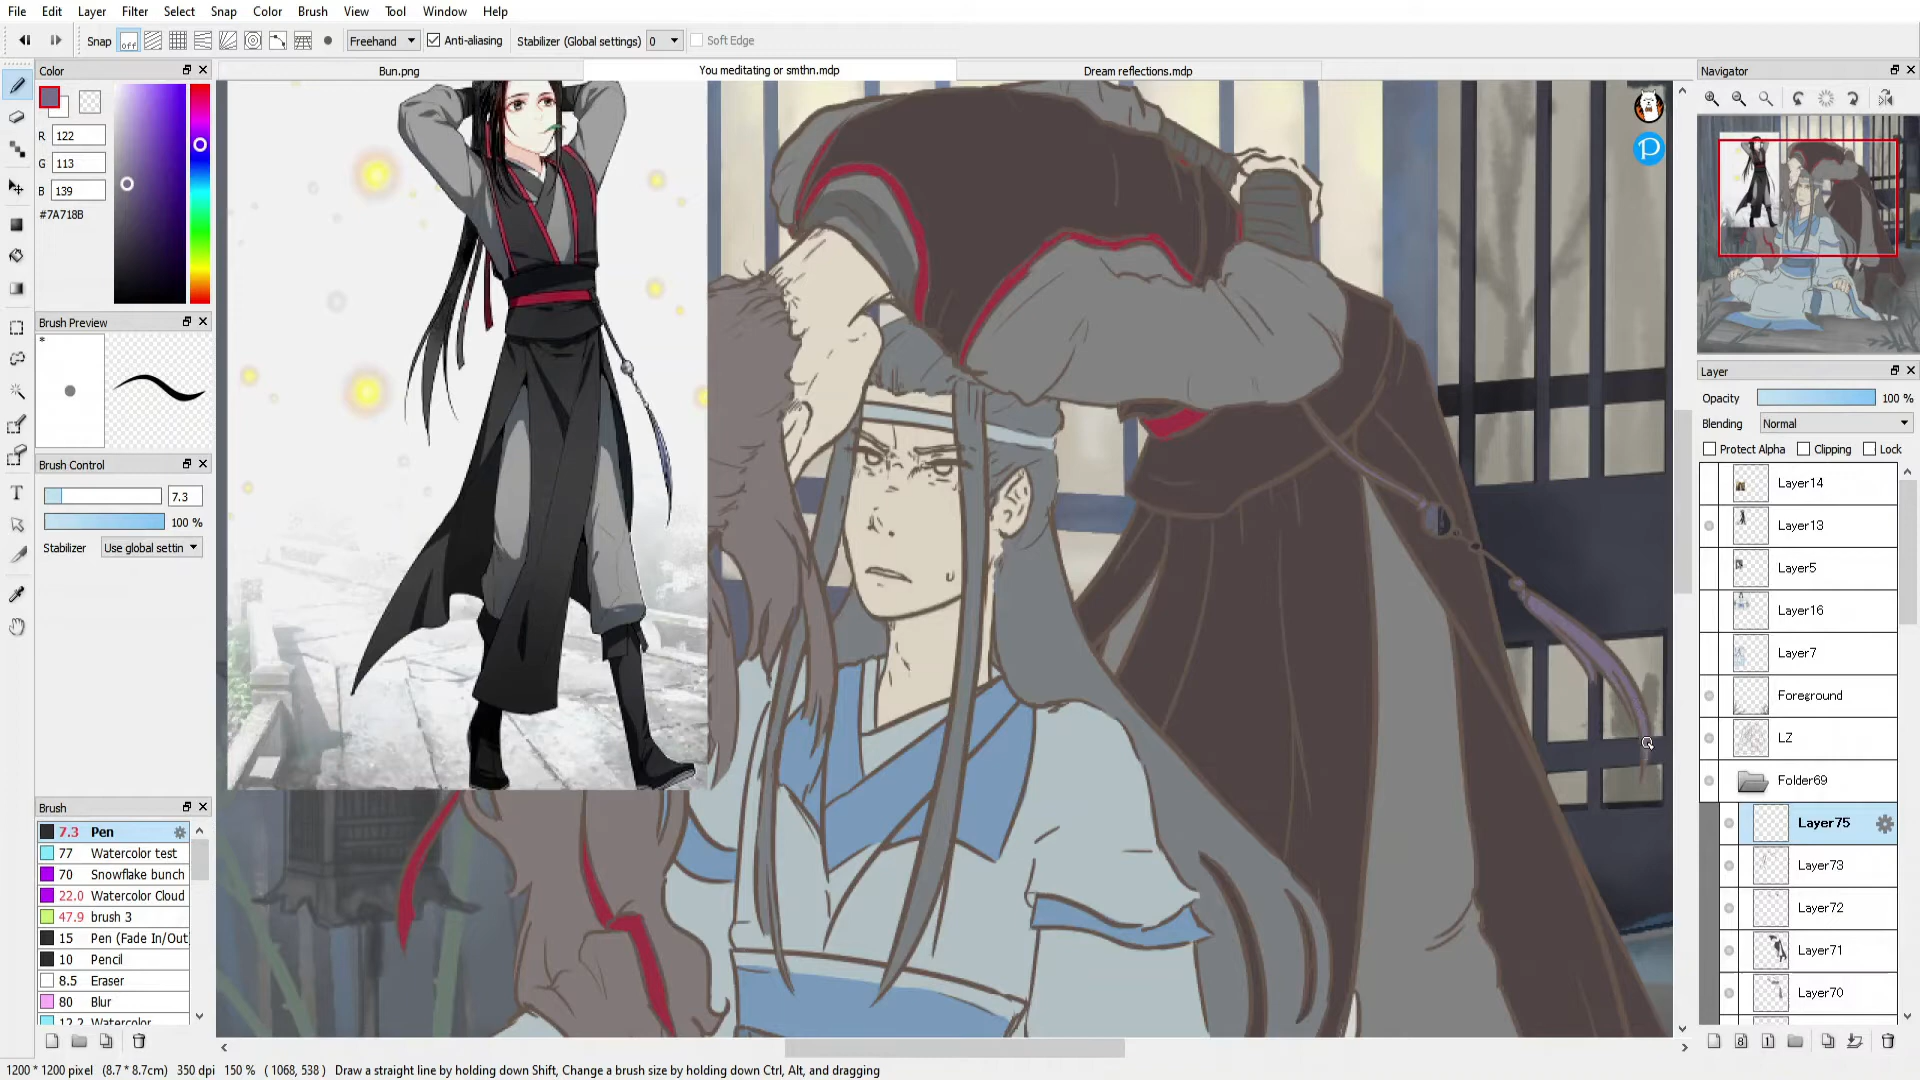 File Edit Layer Filter Select Snap Color Brush View Tool Window Help
Snap off Freehand Anti-aliasing Stabilizer (Global settings) 0 Soft Edge
Color
Bun.png
You meditating or smthn.mdp
Dream reflections.mdp
Navigator
R 122
G 113
B 139
#7A718B
Brush Preview
*
Brush Control
7.3
100 %
Stabilizer Use global settin
Brush
7.3 Pen
77 Watercolor test
70 Snowflake bunch
22.0 Watercolor Cloud
47.9 brush 3
15 Pen (Fade In/Out
10 Pencil
8.5 Eraser
80 Blur
12.2 Watercolor
Layer
Opacity 100 %
Blending Normal
Protect Alpha Clipping Lock
Layer14
Layer13
Layer5
Layer16
Layer7
Foreground
LZ
Folder69
Layer75
Layer73
Layer72
Layer71
Layer70
1200 * 1200 pixel (8.7 * 8.7cm) 350 dpi 150 % ( 1068, 538 ) Draw a straight line by holding down Shift, Change a brush size by holding down Ctrl, Alt, and dragging